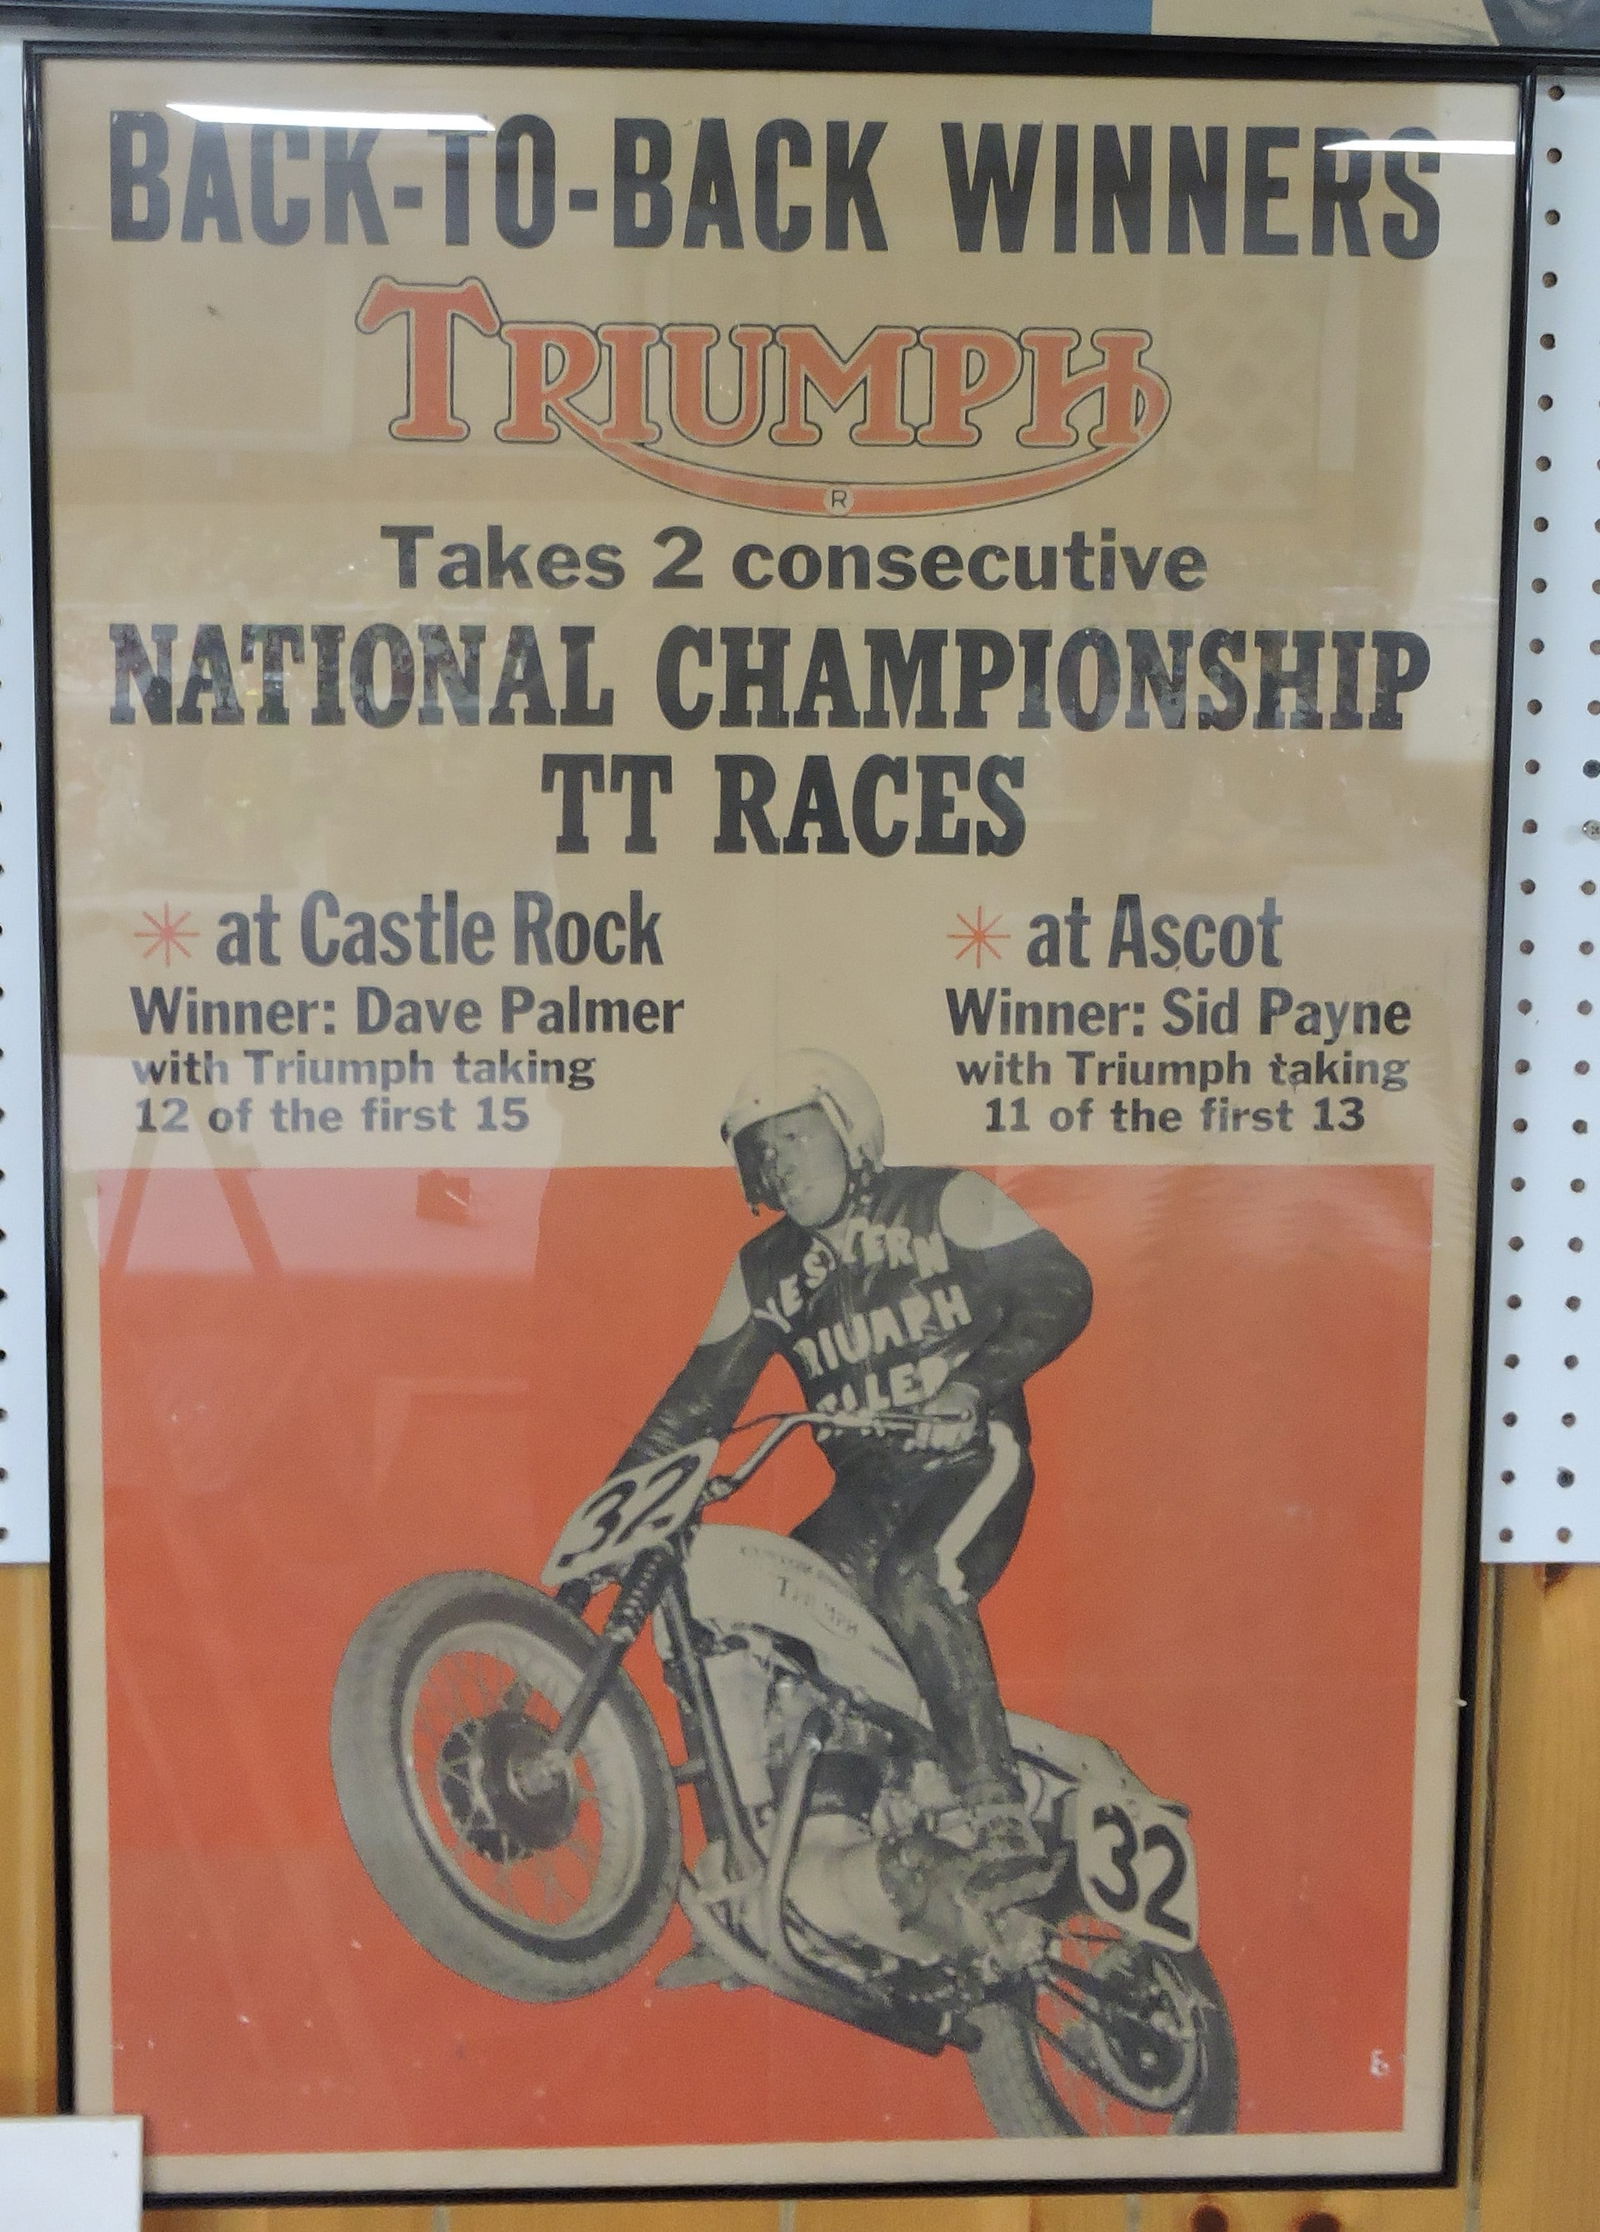 BACK-TO-BACK WINNERS
TRIUMPH
R
Takes 2 consecutive
NATIONAL CHAMPIONSHIP
TT RACES
at Castle Rock
Winner: Dave Palmer
with Triumph taking
12 of the first 15
at Ascot
Winner: Sid Payne
with Triumph taking
11 of the first 13
TRIUMPH
32
TRIUMPH
32